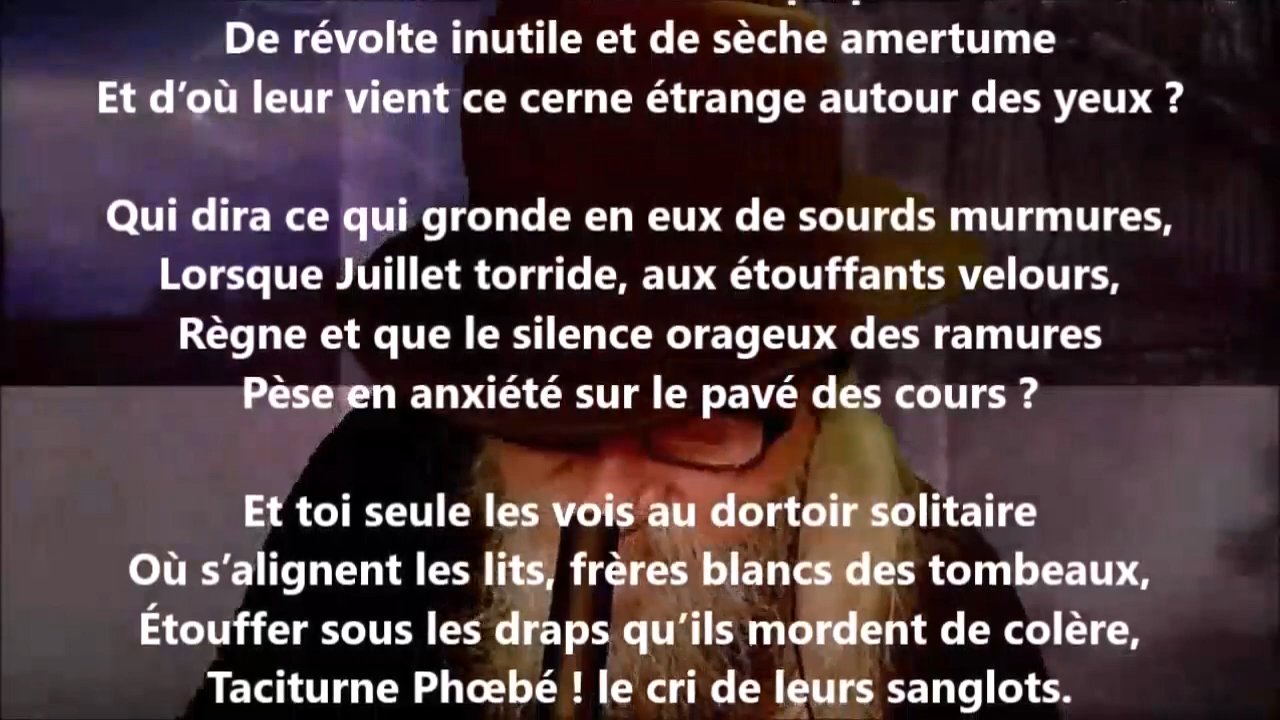 De révolte inutile et de sèche amertume
Et d’où leur vient ce cerne étrange autour des yeux ?
Qui dira ce qui gronde en eux de sourds murmures,
Lorsque Juillet torride, aux étouffants velours,
Règne et que le silence orageux des ramures
Pèse en anxiété sur le pavé des cours ?
Et toi seule les vois au dortoir solitaire
Où s’alignent les lits, frères blancs des tombeaux,
Étouffer sous les draps qu’ils mordent de colère,
Taciturne Phœbé ! le cri de leurs sanglots.